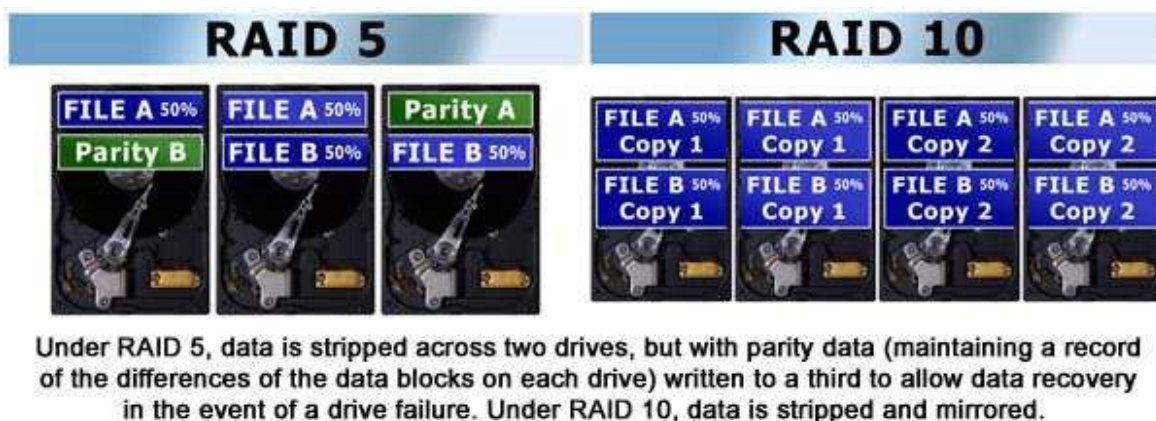 RAID 5
FILE A 50%
FILE A 50%
Parity A
Parity B
FILE B 50%
FILE B 50%
RAID 10
FILE A 50%
Copy 1
FILE A 50%
Copy 1
FILE A 50%
Copy 2
FILE A 50%
Copy 2
FILE B 50%
Copy 1
FILE B 50%
Copy 1
FILE B 50%
Copy 2
FILE B 50%
Copy 2
Under RAID 5, data is stripped across two drives, but with parity data (maintaining a record
of the differences of the data blocks on each drive) written to a third to allow data recovery
in the event of a drive failure. Under RAID 10, data is stripped and mirrored.